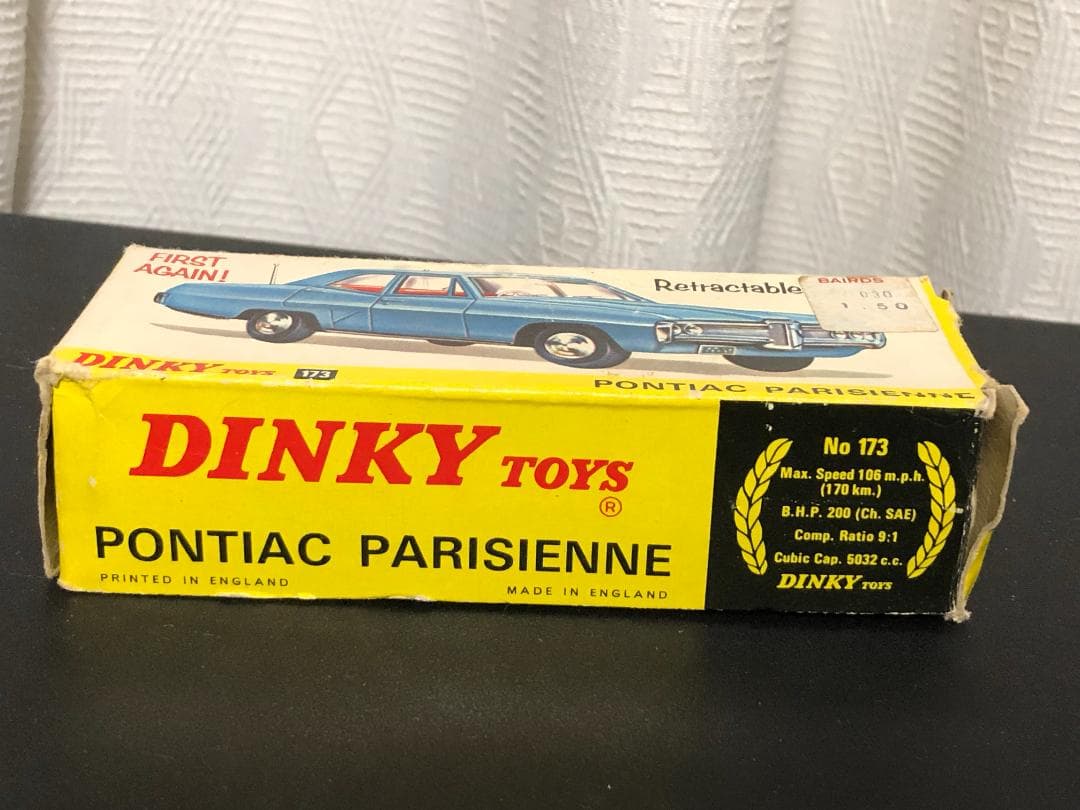 FIRST
AGAIN!
Retractable
BAIRDS
030
1.50
DINKY TOYS 173
PONTIAC PARISIENNE
DINKY TOYS
®
PONTIAC PARISIENNE
PRINTED IN ENGLAND
MADE IN ENGLAND
No 173
Max. Speed 106 m.p.h.
(170 km.)
B.H.P. 200 (Ch. SAE)
Comp. Ratio 9:1
Cubic Cap. 5032 c.c.
DINKY TOYS